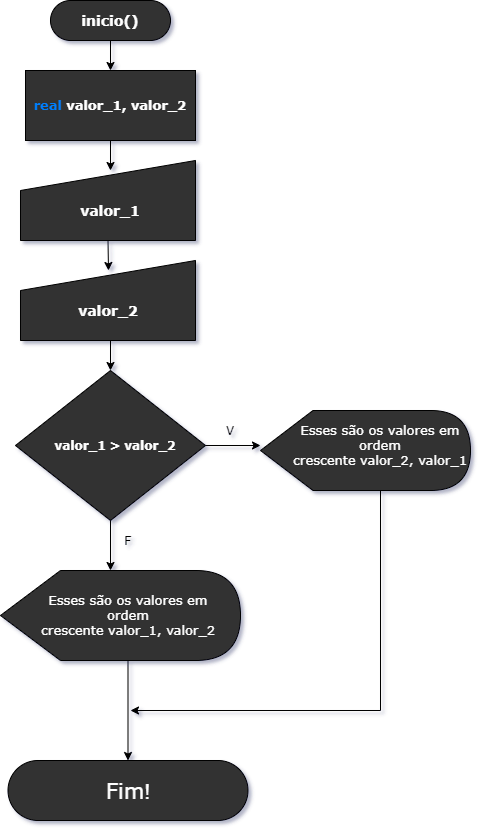 inicio()
real valor_1, valor_2
valor_1
valor_2
valor_1 > valor_2
V
Esses são os valores em
ordem
crescente valor_2, valor_1
F
Esses são os valores em
ordem
crescente valor_1, valor_2
Fim!